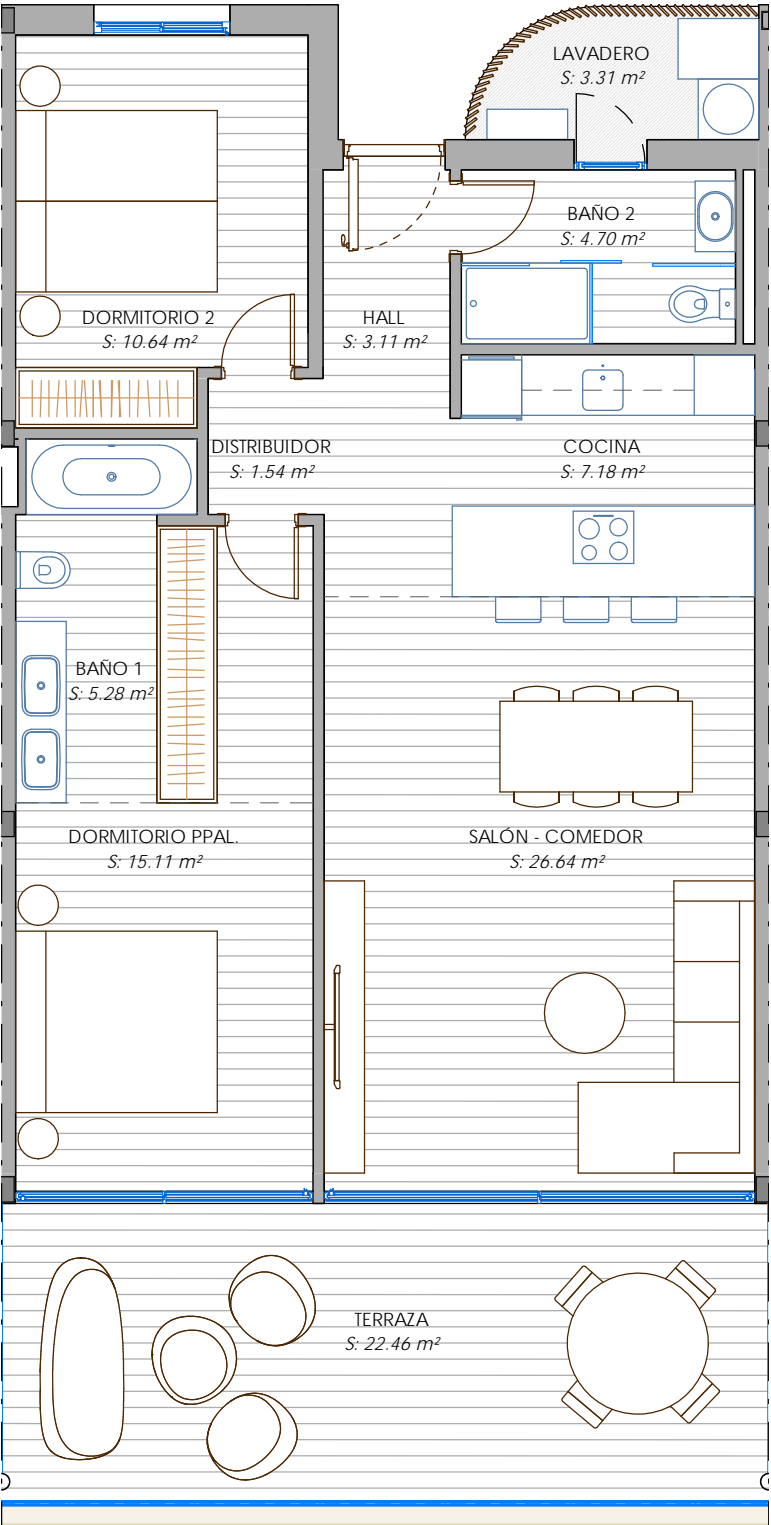 LAVADERO
S: 3.31 m²
BAÑO 2
S: 4.70 m²
DORMITORIO 2
S: 10.64 m²
HALL
S: 3.11 m²
DISTRIBUIDOR
S: 1.54 m²
COCINA
S: 7.18 m²
BAÑO 1
S: 5.28 m²
DORMITORIO PPAL.
S: 15.11 m²
SALÓN - COMEDOR
S: 26.64 m²
TERRAZA
S: 22.46 m²